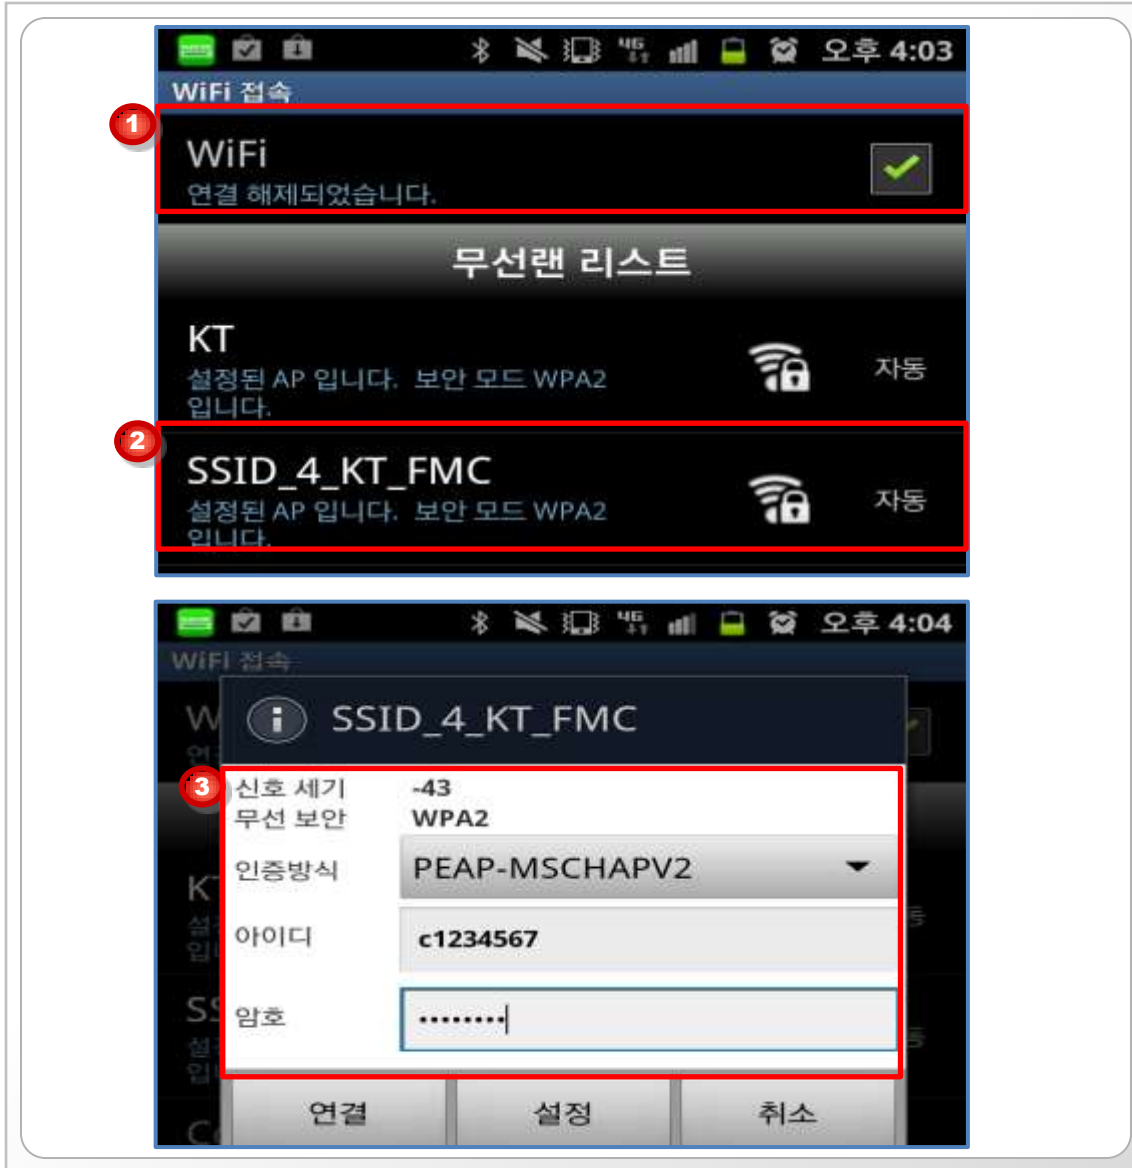 오후 4:03
WiFi 접속
1
WiFi
연결 해제되었습니다.
무선랜 리스트
KT
설정된 AP 입니다. 보안 모드 WPA2
입니다.
자동
2
SSID_4_KT_FMC
설정된 AP 입니다. 보안 모드 WPA2
입니다.
자동
오후 4:04
WiFi 접속
SSID_4_KT_FMC
3
신호 세기 -43
무선 보안 WPA2
인증방식 PEAP-MSCHAPV2
아이디 c1234567
암호 ••••••••
연결 설정 취소